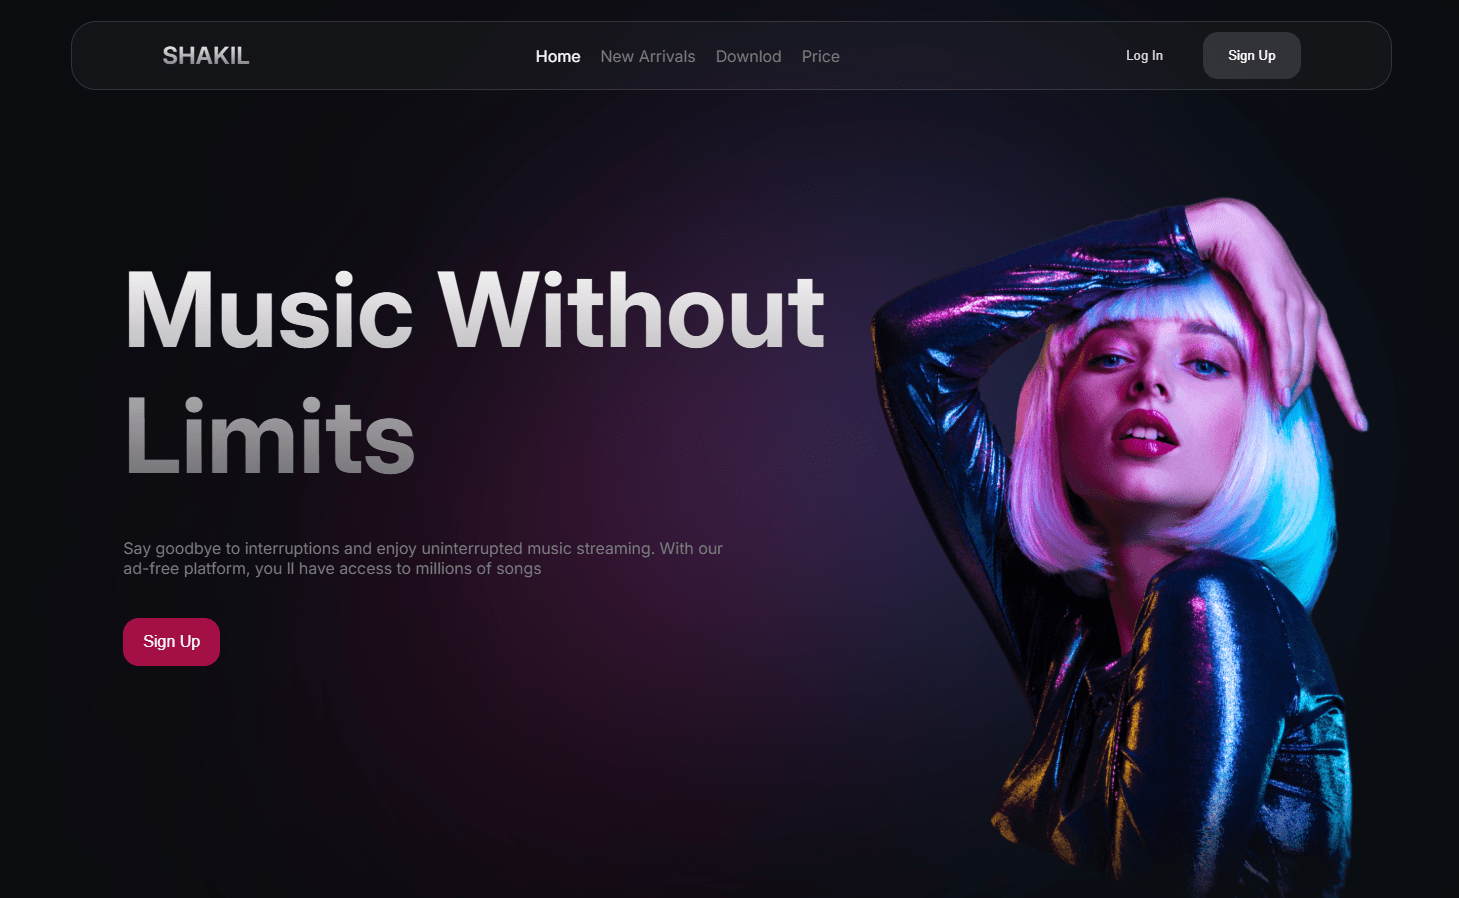 SHAKIL
Home New Arrivals Downlod Price
Log In
Sign Up
Music Without
Limits
Say goodbye to interruptions and enjoy uninterrupted music streaming. With our
ad-free platform, you ll have access to millions of songs
Sign Up